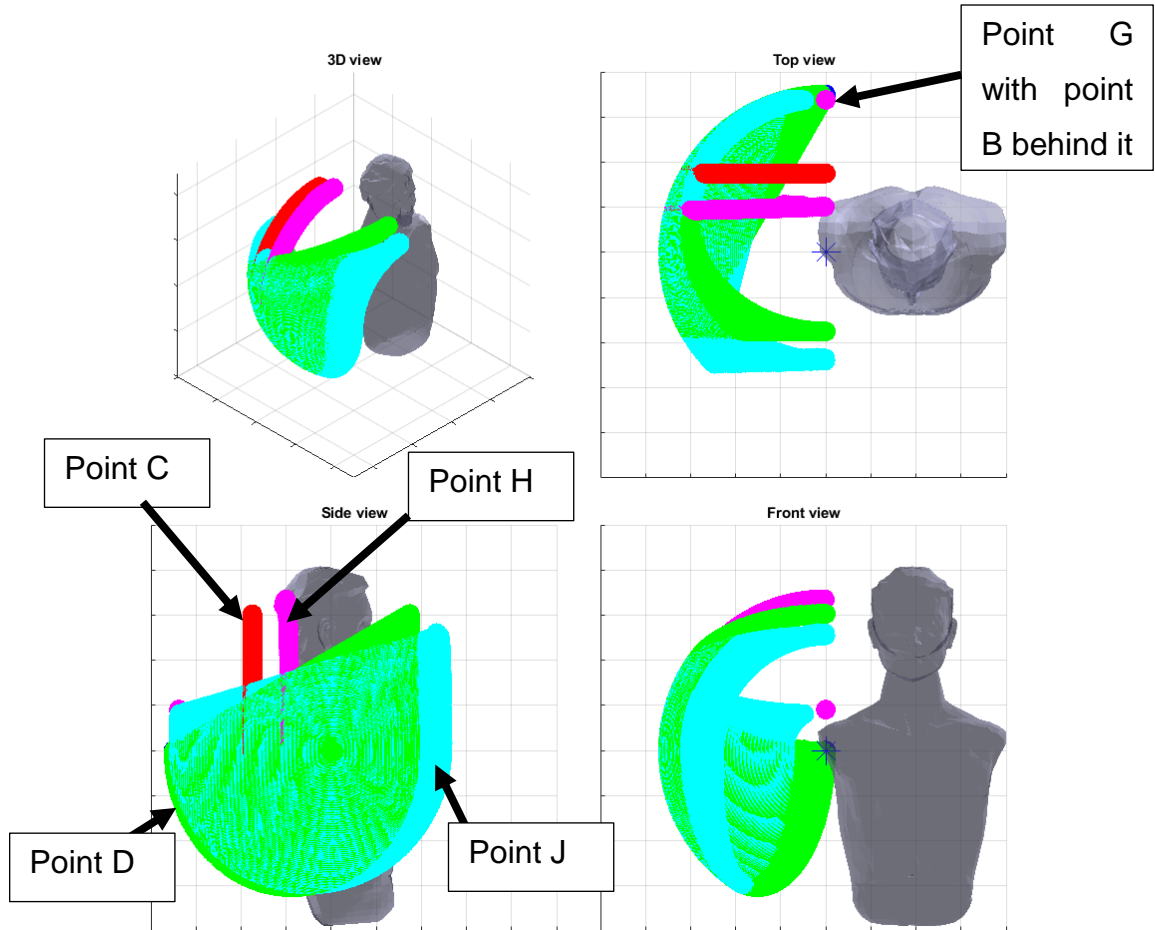 3D view
Top view
Point G
with point
B behind it
Point C
Point H
Side view
Front view
Point D
Point J